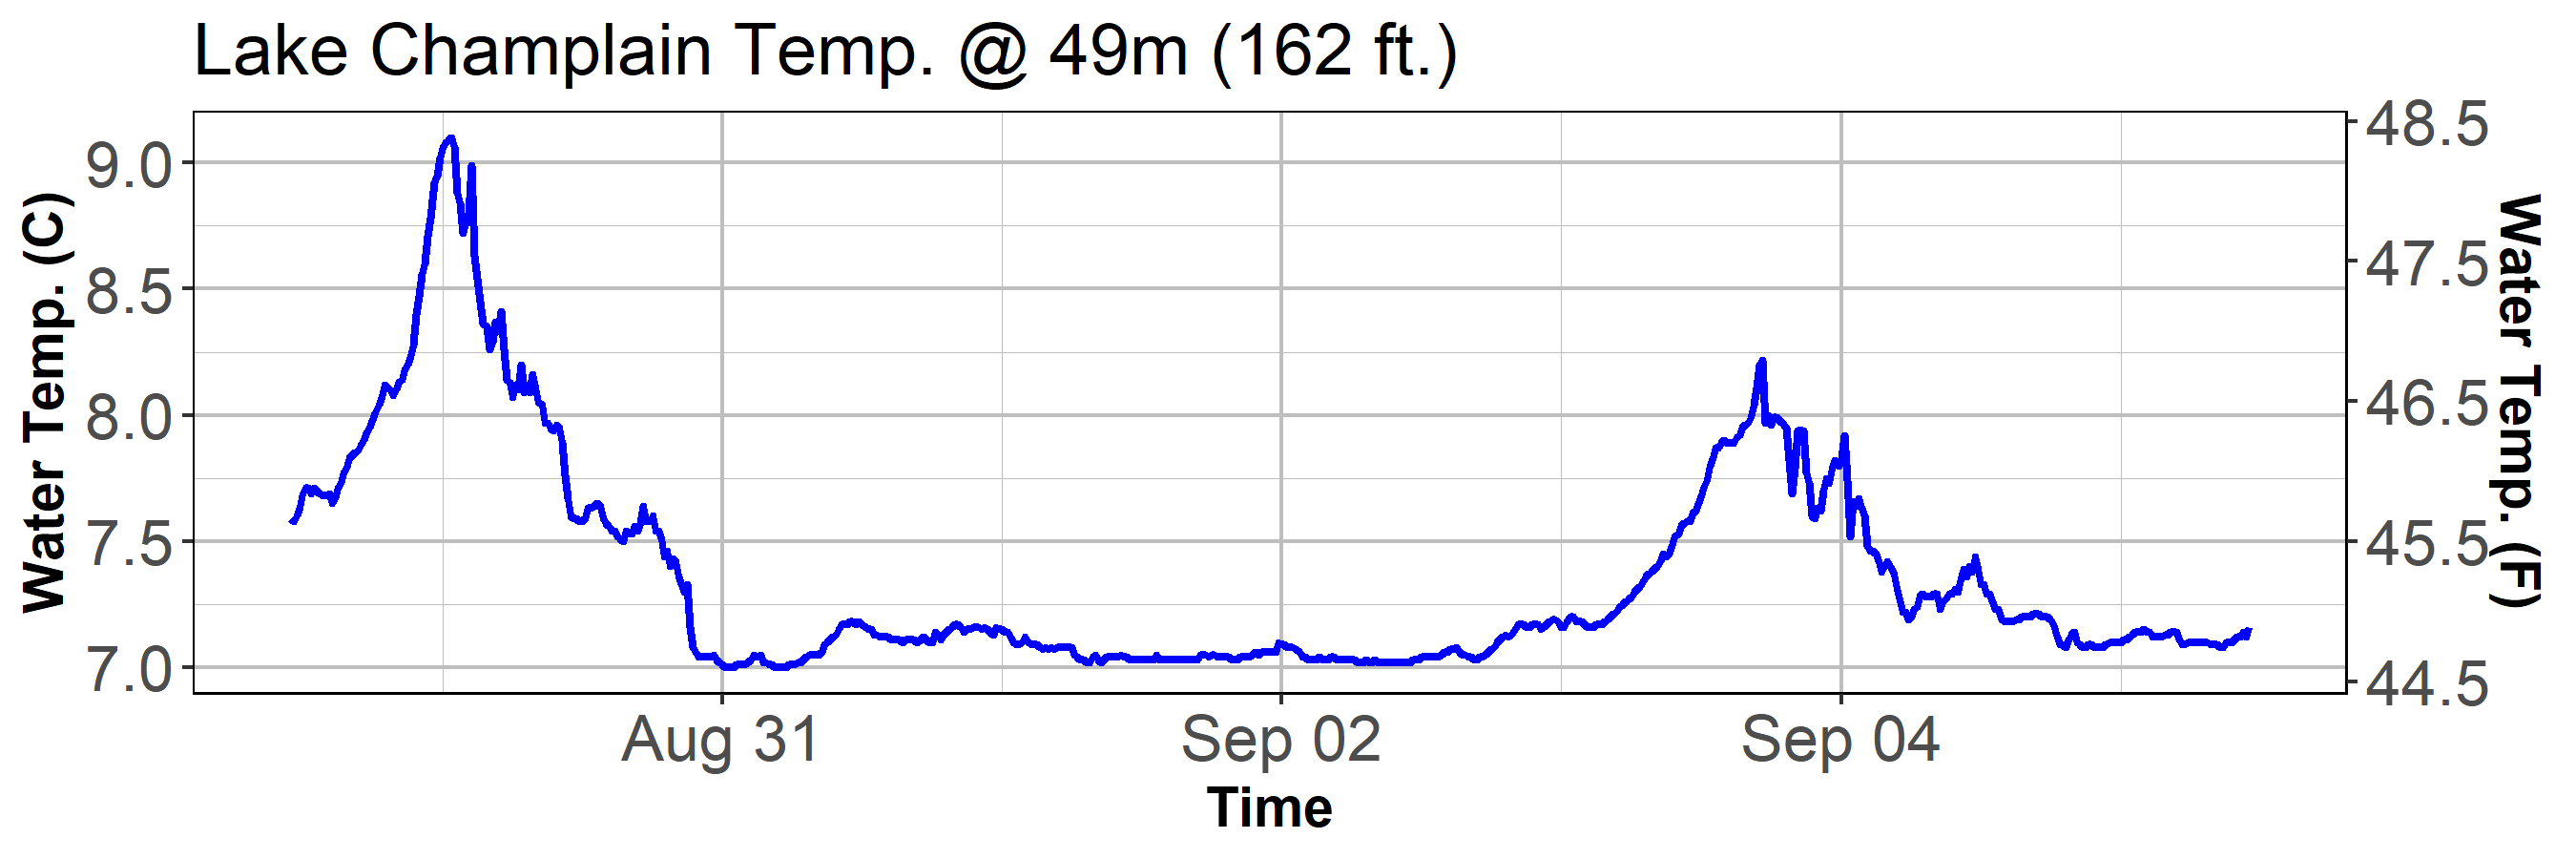 Lake Champlain Temp. @ 49m (162 ft.)
Water Temp. (C)
9.0
8.5
8.0
7.5
7.0
48.5
47.5
46.5
45.5
44.5
Water Temp. (F)
Aug 31
Sep 02
Sep 04
Time